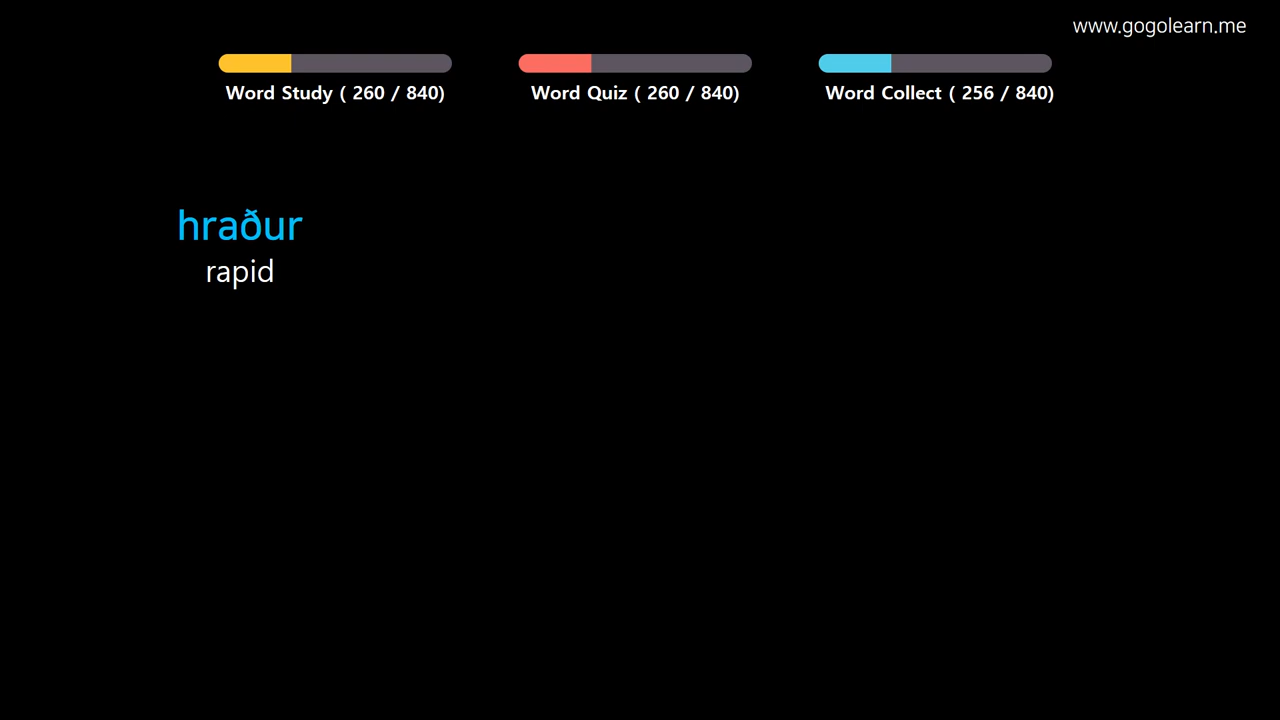 www.gogolearn.me
Word Study ( 260 / 840)
Word Quiz ( 260 / 840)
Word Collect ( 256 / 840)
hraður
rapid